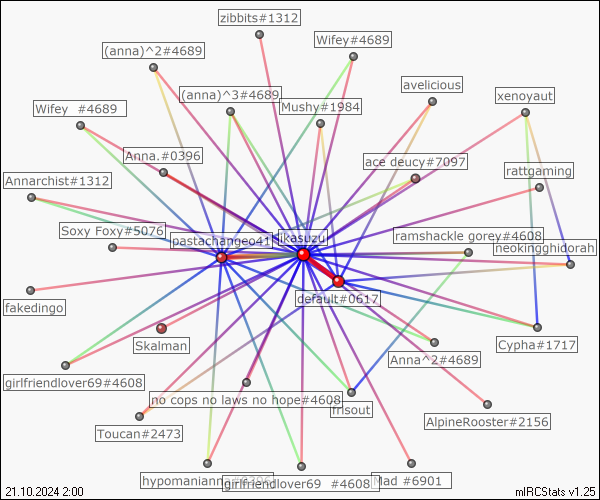 zibbits#1312
Wifey#4689
(anna)^2#4689
avelicious
(anna)^3#4689
xenoyaut
Mushy#1984
Wifey #4689
Anna.#0396
ace deucy#7097
rattgaming
Annarchist#1312
Soxy Foxy#5076
pastachangeo41
likasuzu
ramshackle gorey#4608
neokingghidorah
default#0617
fakedingo
Skalman
Cypha#1717
Anna^2#4689
girlfriendlover69#4608
no cops no laws no hope#4608
frisout
AlpineRooster#2156
Toucan#2473
hypomaniann
girlfriendlover69 #4608
Mad #6901
21.10.2024 2:00
mIRCStats v1.25